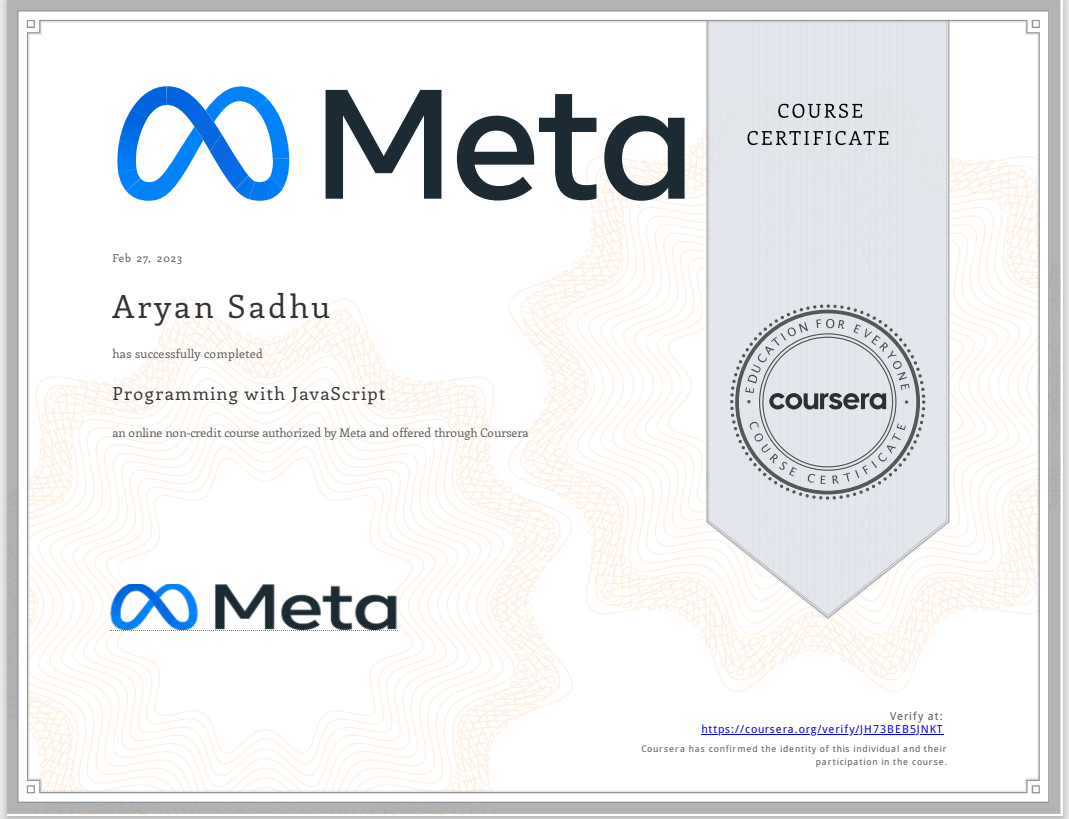 Meta
COURSE
CERTIFICATE
Feb 27, 2023
Aryan Sadhu
has successfully completed
Programming with JavaScript
an online non-credit course authorized by Meta and offered through Coursera
EDUCATION FOR EVERYONE
coursera
COURSE CERTIFICATE
Meta
Verify at:
https://coursera.org/verify/JH73BEB5JNKT
Coursera has confirmed the identity of this individual and their
participation in the course.